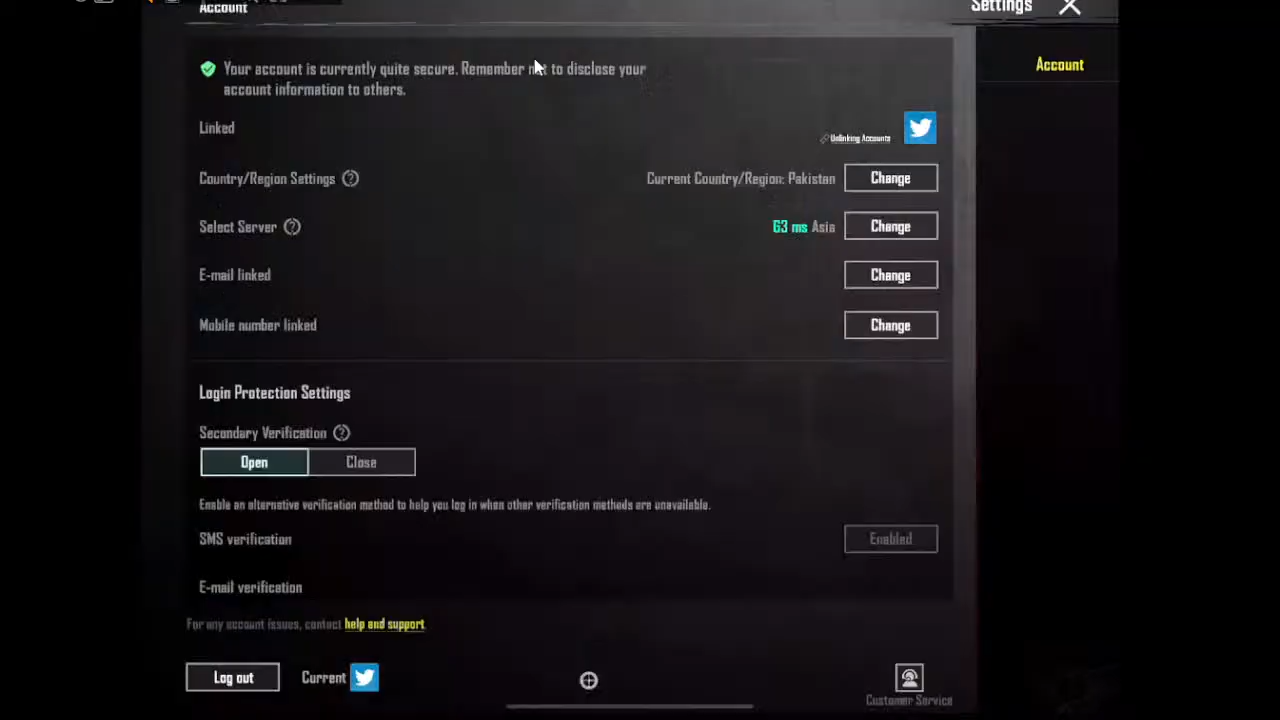 Account
Settings
Account
Your account is currently quite secure. Remember not to disclose your
account information to others.
Linked
Unlinking Accounts
Country/Region Settings
Current Country/Region: Pakistan
Change
Select Server
63 ms Asia
Change
E-mail linked
Change
Mobile number linked
Change
Login Protection Settings
Secondary Verification
Open
Close
Enable an alternative verification method to help you log in when other verification methods are unavailable.
SMS verification
Enabled
E-mail verification
For any account issues, contact help and support.
Log out
Current
Customer Service